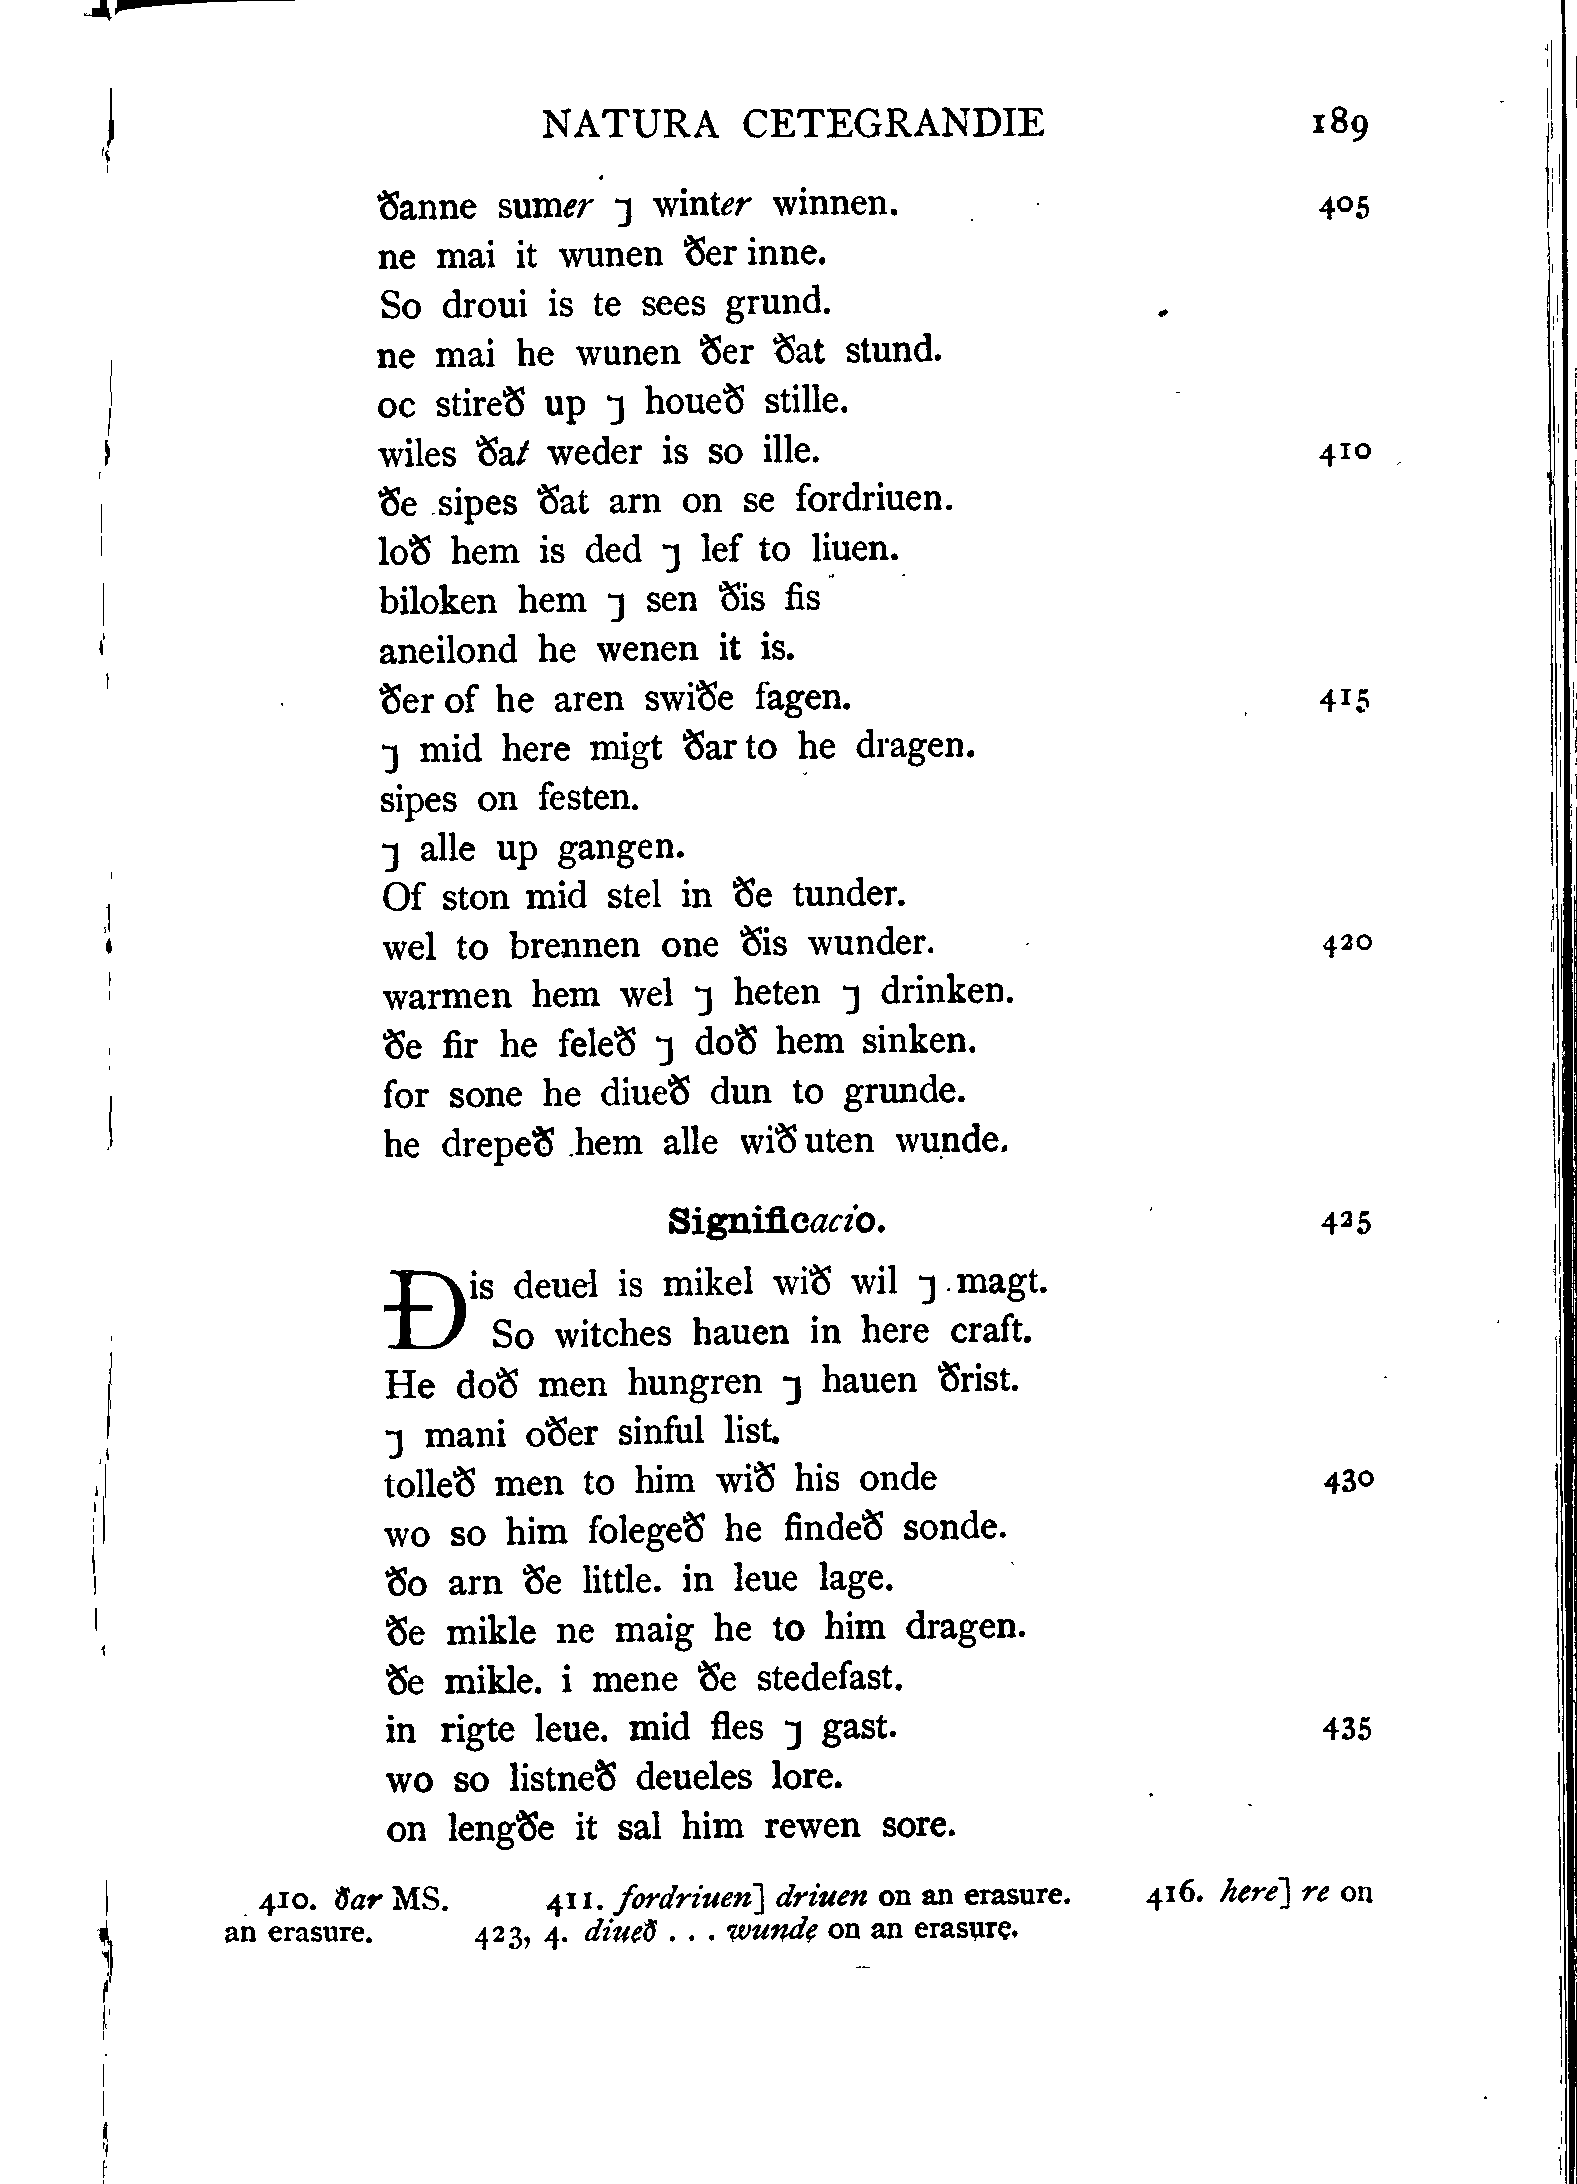 NATURA CETEGRANDIE 189
ðanne sumer ⁊ winter winnen. 405
ne mai it wunen ðer inne.
So droui is te sees grund.
ne mai he wunen ðer ðat stund.
oc stireð up ⁊ houeð stille.
wiles ðat weder is so ille. 410
ðe sipes ðat arn on se fordriuen.
loð hem is ded ⁊ lef to liuen.
biloken hem ⁊ sen ðis fis
aneilond he wenen it is.
ðer of he aren swiðe fagen. 415
⁊ mid here migt ðar to he dragen.
sipes on festen.
⁊ alle up gangen.
Of ston mid stel in ðe tunder.
wel to brennen one ðis wunder. 420
warmen hem wel ⁊ heten ⁊ drinken.
ðe fir he feleð ⁊ doð hem sinken.
for sone he diueð dun to grunde.
he drepeð hem alle wið uten wunde.
Significacio. 425
Ðis deuel is mikel wið wil ⁊ magt.
So witches hauen in here craft.
He doð men hungren ⁊ hauen ðrist.
⁊ mani oðer sinful list.
tolleð men to him wið his onde 430
wo so him folegeð he findeð sonde.
ðo arn ðe little. in leue lage.
ðe mikle ne maig he to him dragen.
ðe mikle. i mene ðe stedefast.
in rigte leue. mid fles ⁊ gast. 435
wo so listneð deueles lore.
on lengðe it sal him rewen sore.
410. ðar MS. 411. fordriuen] driuen on an erasure. 416. here] re on
an erasure. 423, 4. diueð . . . wunde on an erasure.